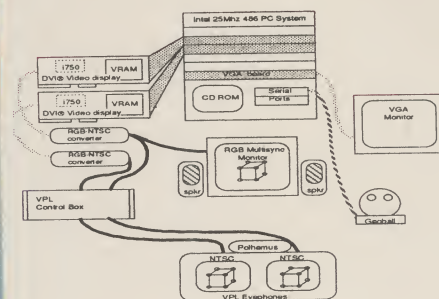 Intel 25Mhz 486 PC System
i750
VRAM
DVI® Video display
i750
VRAM
DVI® Video display
VGA Board
CD ROM
Serial
Ports
VGA
Monitor
RGB-NTSC
converter
RGB-NTSC
converter
RGB Multisync
Monitor
spkr
spkr
VPL
Control Box
Geoball
Polhemus
NTSC
NTSC
VPL Eyephones